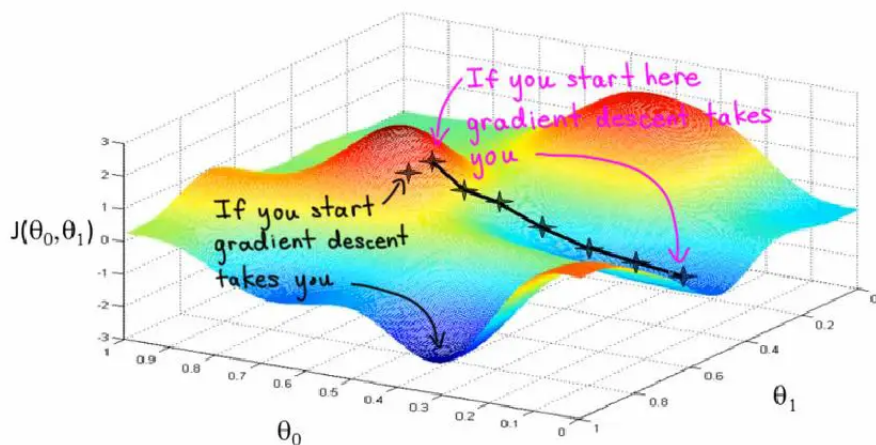 If you start here
gradient descent takes
you
If you start
gradient descent
takes you
J(θ₀,θ₁)
3
2
1
0
-1
-2
-3
1
0.9
0.8
0.7
0.6
0.5
0.4
0.3
0.2
0.1
0
θ₀
1
0.8
0.6
0.4
0.2
0
θ₁